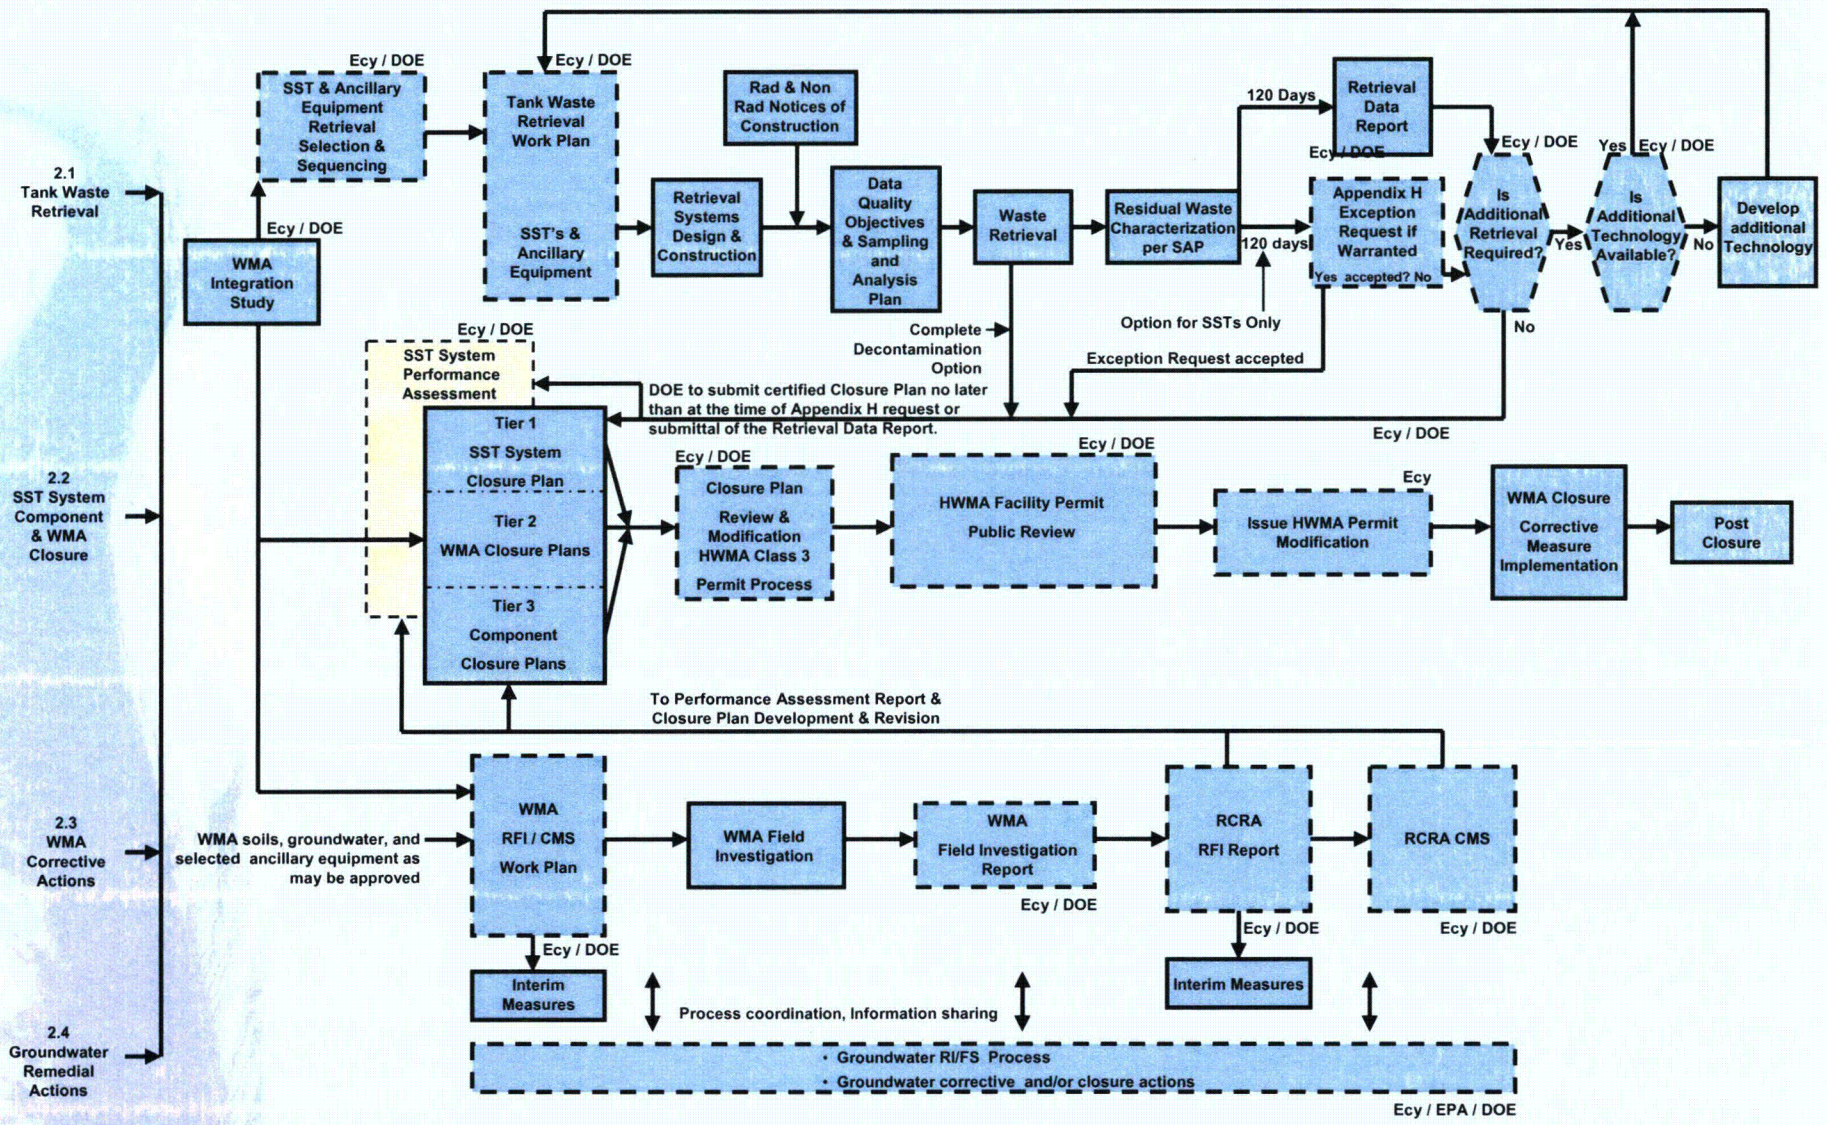 2.1
Tank Waste
Retrieval
2.2
SST System
Component
& WMA
Closure
2.3
WMA
Corrective
Actions
2.4
Groundwater
Remedial
Actions
Ecy / DOE
SST & Ancillary
Equipment
Retrieval
Selection &
Sequencing
Ecy / DOE
WMA
Integration
Study
Ecy / DOE
Tank Waste
Retrieval
Work Plan
SST's &
Ancillary
Equipment
Rad & Non
Rad Notices of
Construction
Retrieval
Systems
Design &
Construction
Data
Quality
Objectives
& Sampling
and
Analysis
Plan
Waste
Retrieval
Residual Waste
Characterization
per SAP
120 Days
120 days
Option for SSTs Only
Retrieval
Data
Report
Ecy / DOE
Appendix H
Exception
Request if
Warranted
Yes accepted? No
Ecy / DOE
Is
Additional
Retrieval
Required?
Yes
No
Yes
Ecy / DOE
Is
Additional
Technology
Available?
No
Develop
additional
Technology
Complete
Decontamination
Option
Exception Request accepted
Ecy / DOE
SST System
Performance
Assessment
DOE to submit certified Closure Plan no later
than at the time of Appendix H request or
submittal of the Retrieval Data Report.
Ecy / DOE
Tier 1
SST System
Closure Plan
Tier 2
WMA Closure Plans
Tier 3
Component
Closure Plans
Ecy / DOE
Closure Plan
Review &
Modification
HWMA Class 3
Permit Process
Ecy / DOE
HWMA Facility Permit
Public Review
Ecy
Issue HWMA Permit
Modification
WMA Closure
Corrective
Measure
Implementation
Post
Closure
To Performance Assessment Report &
Closure Plan Development & Revision
WMA soils, groundwater, and
selected ancillary equipment as
may be approved
WMA
RFI / CMS
Work Plan
Ecy / DOE
Interim
Measures
WMA Field
Investigation
WMA
Field Investigation
Report
Ecy / DOE
RCRA
RFI Report
Ecy / DOE
Interim Measures
RCRA CMS
Ecy / DOE
Process coordination, Information sharing
• Groundwater RI/FS Process
• Groundwater corrective and/or closure actions
Ecy / EPA / DOE